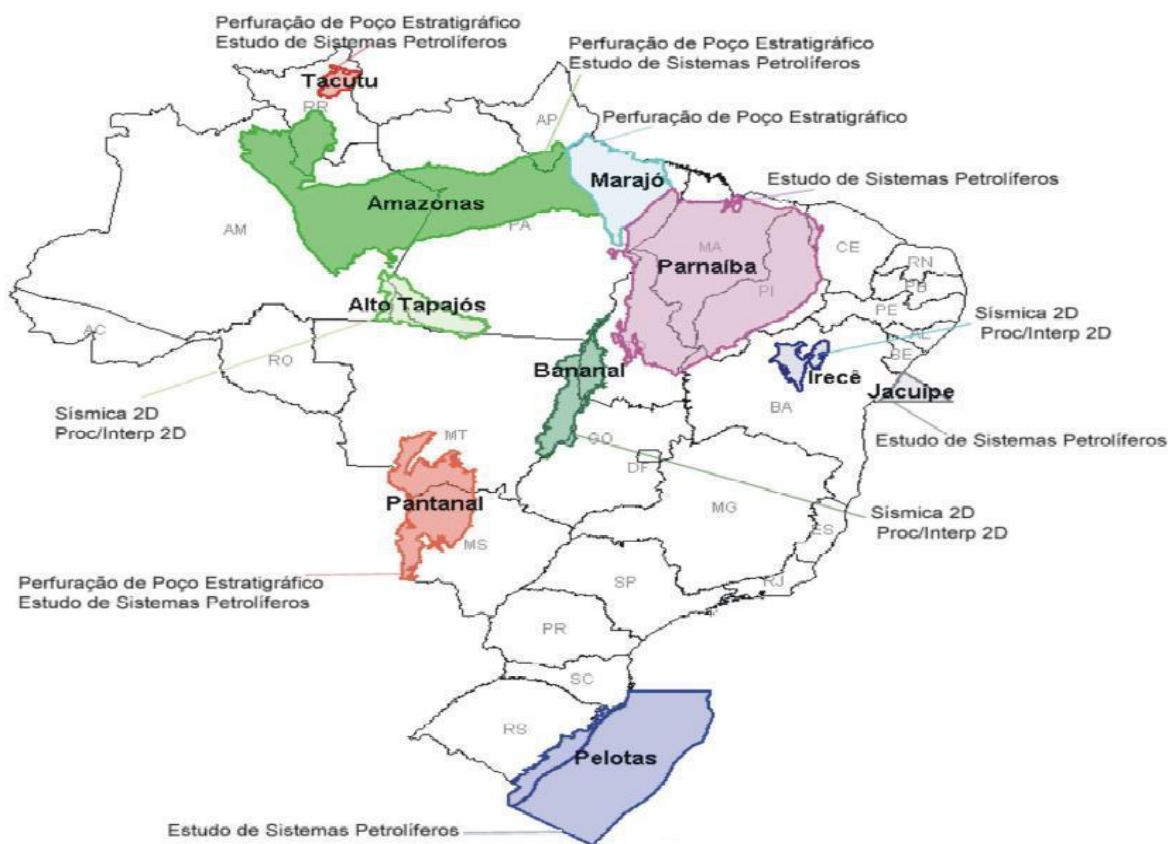 Perfuração de Poço Estratigráfico
Estudo de Sistemas Petrolíferos
Perfuração de Poço Estratigráfico
Estudo de Sistemas Petrolíferos
Tacutu
RR
AP
Perfuração de Poço Estratigráfico
Marajó
Estudo de Sistemas Petrolíferos
Amazonas
AM
PA
MA
CE
Parnaíba
RN
PB
PI
Alto Tapajós
PE
Sísmica 2D
Proc/Interp 2D
AC
AL
SE
RO
Bananal
Irecê
Jacuípe
BA
Sísmica 2D
Proc/Interp 2D
MT
GO
Estudo de Sistemas Petrolíferos
DF
Pantanal
MG
Sísmica 2D
Proc/Interp 2D
ES
MS
Perfuração de Poço Estratigráfico
Estudo de Sistemas Petrolíferos
SP
RJ
PR
SC
RS
Pelotas
Estudo de Sistemas Petrolíferos